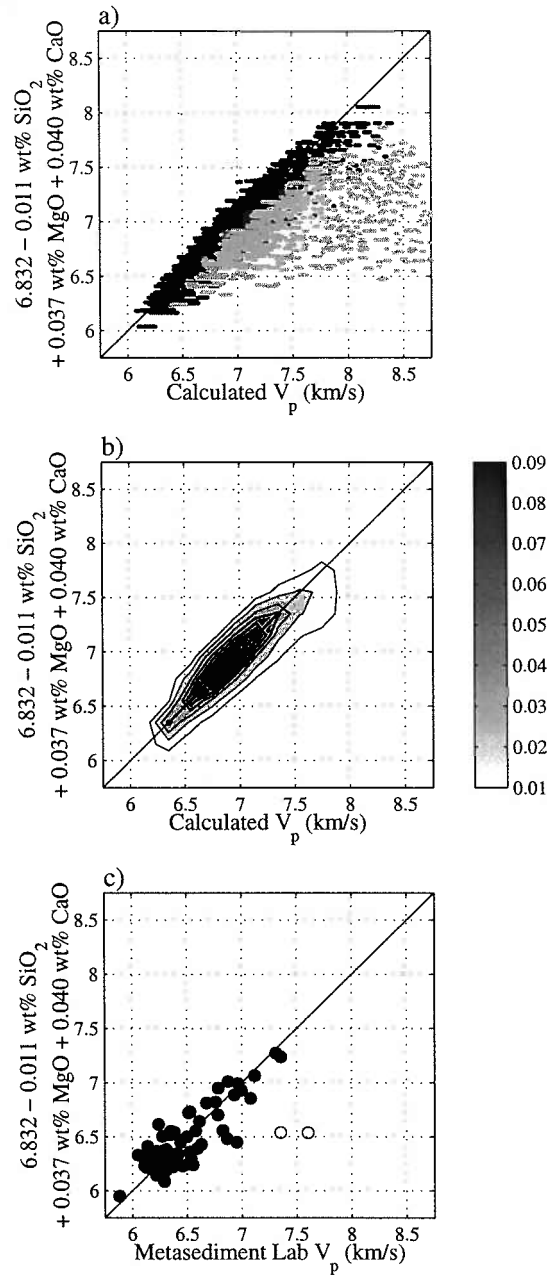 a)
8.5
8
7.5
7
6.5
6
6.832 – 0.011 wt% SiO2
+ 0.037 wt% MgO + 0.040 wt% CaO
6 6.5 7 7.5 8 8.5
Calculated Vp (km/s)
b)
8.5
8
7.5
7
6.5
6
6.832 – 0.011 wt% SiO2
+ 0.037 wt% MgO + 0.040 wt% CaO
6 6.5 7 7.5 8 8.5
Calculated Vp (km/s)
0.09
0.08
0.07
0.06
0.05
0.04
0.03
0.02
0.01
c)
8.5
8
7.5
7
6.5
6
6.832 – 0.011 wt% SiO2
+ 0.037 wt% MgO + 0.040 wt% CaO
6 6.5 7 7.5 8 8.5
Metasediment Lab Vp (km/s)